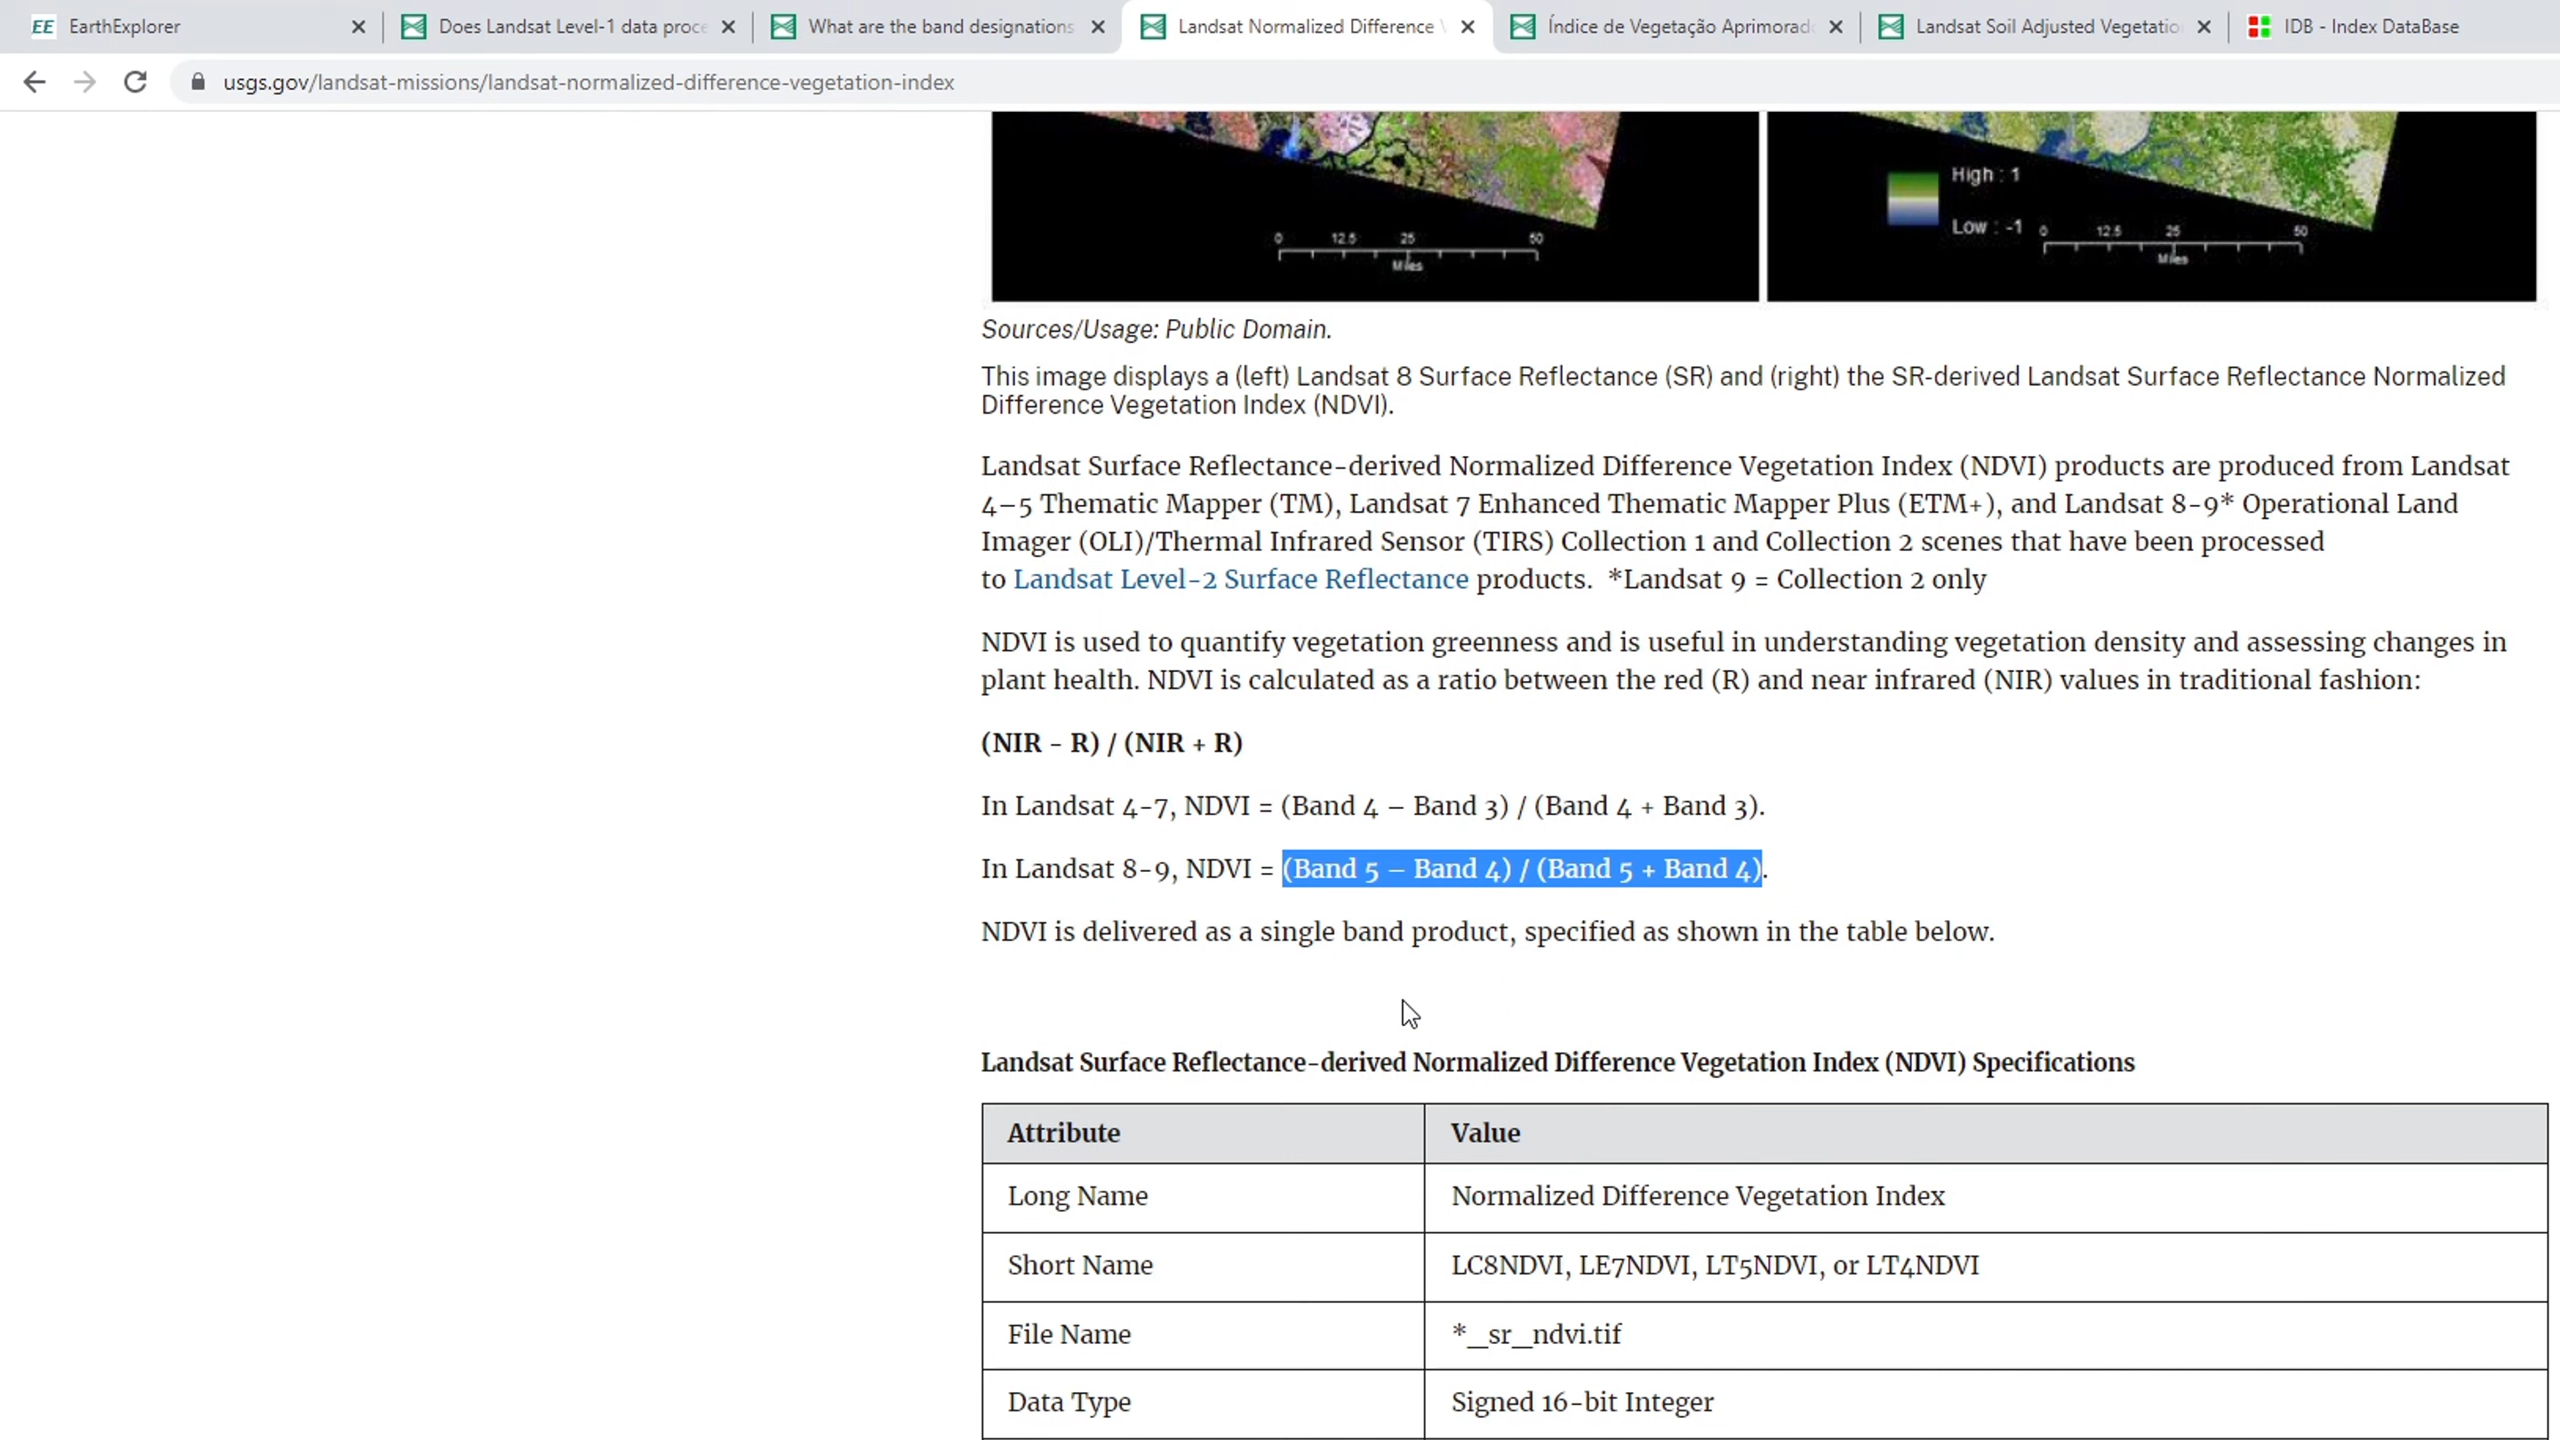 EE EarthExplorer
Does Landsat Level-1 data proce
What are the band designations
Landsat Normalized Difference
Índice de Vegetação Aprimorad
Landsat Soil Adjusted Vegetatio
IDB - Index DataBase
usgs.gov/landsat-missions/landsat-normalized-difference-vegetation-index
0 12.5 25 50
Miles
High : 1
Low : -1
0 12.5 25 50
Miles
Sources/Usage: Public Domain.
This image displays a (left) Landsat 8 Surface Reflectance (SR) and (right) the SR-derived Landsat Surface Reflectance Normalized
Difference Vegetation Index (NDVI).
Landsat Surface Reflectance-derived Normalized Difference Vegetation Index (NDVI) products are produced from Landsat
4–5 Thematic Mapper (TM), Landsat 7 Enhanced Thematic Mapper Plus (ETM+), and Landsat 8-9* Operational Land
Imager (OLI)/Thermal Infrared Sensor (TIRS) Collection 1 and Collection 2 scenes that have been processed
to Landsat Level-2 Surface Reflectance products. *Landsat 9 = Collection 2 only
NDVI is used to quantify vegetation greenness and is useful in understanding vegetation density and assessing changes in
plant health. NDVI is calculated as a ratio between the red (R) and near infrared (NIR) values in traditional fashion:
(NIR - R) / (NIR + R)
In Landsat 4-7, NDVI = (Band 4 – Band 3) / (Band 4 + Band 3).
In Landsat 8-9, NDVI = (Band 5 – Band 4) / (Band 5 + Band 4).
NDVI is delivered as a single band product, specified as shown in the table below.
Landsat Surface Reflectance-derived Normalized Difference Vegetation Index (NDVI) Specifications
Attribute Value
Long Name Normalized Difference Vegetation Index
Short Name LC8NDVI, LE7NDVI, LT5NDVI, or LT4NDVI
File Name *_sr_ndvi.tif
Data Type Signed 16-bit Integer